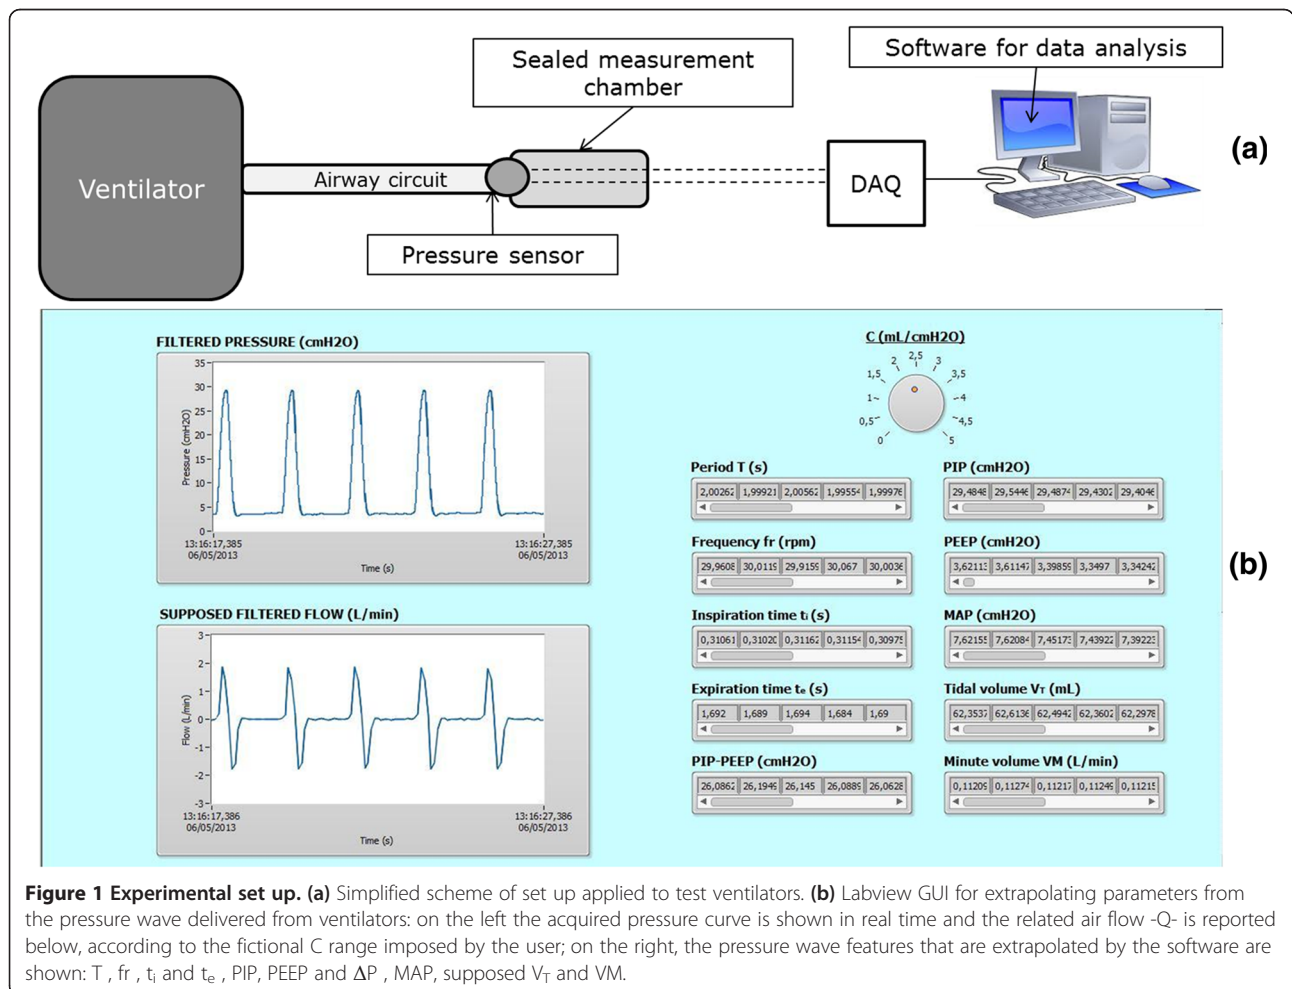 Software for data analysis
Sealed measurement
chamber
(a)
Ventilator
Airway circuit
DAQ
Pressure sensor
FILTERED PRESSURE (cmH2O)
35
30
25
20
15
10
5
0
Pressure (cmH2O)
13:16:17,385
06/05/2013
13:16:27,385
06/05/2013
Time (s)
SUPPOSED FILTERED FLOW (L/min)
3
2
1
0
-1
-2
-3
Flow (L/min)
13:16:17,386
06/05/2013
13:16:27,386
06/05/2013
Time (s)
C (mL/cmH2O)
0
0,5
1
1,5
2
2,5
3
3,5
4
4,5
5
Period T (s)
2,00262 1,99921 2,00562 1,99554 1,99976
PIP (cmH2O)
29,4848 29,5446 29,4874 29,4302 29,4046
Frequency fr (rpm)
29,9608 30,0119 29,9159 30,067 30,0036
PEEP (cmH2O)
3,62113 3,61147 3,39859 3,3497 3,34242
(b)
Inspiration time ti (s)
0,31061 0,31020 0,31162 0,31154 0,30975
MAP (cmH2O)
7,62155 7,62084 7,45173 7,43922 7,39223
Expiration time te (s)
1,692 1,689 1,694 1,684 1,69
Tidal volume VT (mL)
62,3537 62,6136 62,4942 62,3602 62,2978
PIP-PEEP (cmH2O)
26,0862 26,1949 26,145 26,0889 26,0628
Minute volume VM (L/min)
0,11209 0,11274 0,11217 0,11249 0,11215
Figure 1 Experimental set up. (a) Simplified scheme of set up applied to test ventilators. (b) Labview GUI for extrapolating parameters from
the pressure wave delivered from ventilators: on the left the acquired pressure curve is shown in real time and the related air flow -Q- is reported
below, according to the fictional C range imposed by the user; on the right, the pressure wave features that are extrapolated by the software are
shown: T , fr , ti and te , PIP, PEEP and ΔP , MAP, supposed VT and VM.